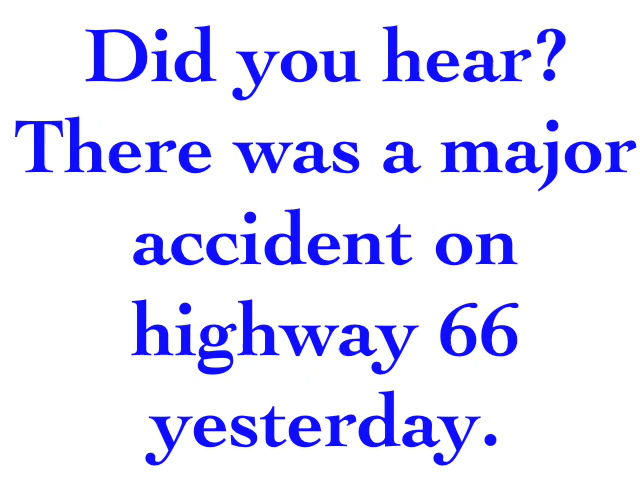 Did you hear?
There was a major
accident on
highway 66
yesterday.